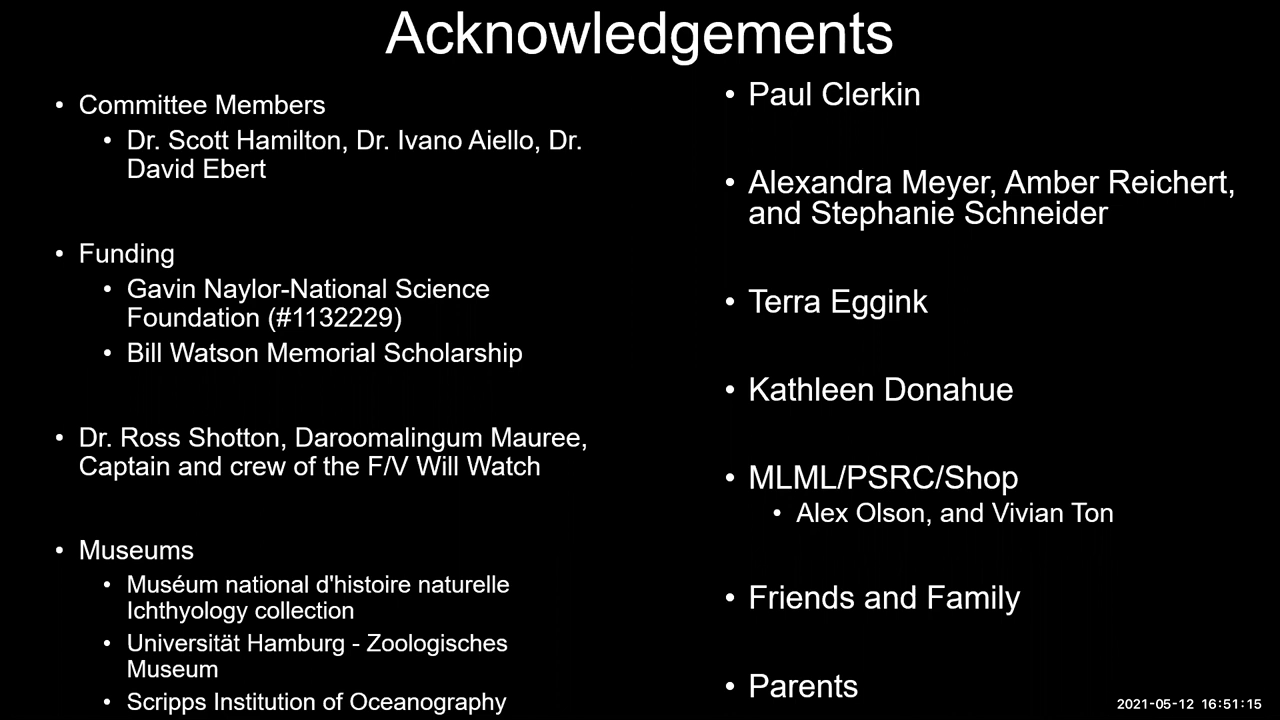 Acknowledgements
• Committee Members
• Dr. Scott Hamilton, Dr. Ivano Aiello, Dr.
David Ebert
• Funding
• Gavin Naylor-National Science
Foundation (#1132229)
• Bill Watson Memorial Scholarship
• Dr. Ross Shotton, Daroomalingum Mauree,
Captain and crew of the F/V Will Watch
• Museums
• Muséum national d'histoire naturelle
Ichthyology collection
• Universität Hamburg - Zoologisches
Museum
• Scripps Institution of Oceanography
• Paul Clerkin
• Alexandra Meyer, Amber Reichert,
and Stephanie Schneider
• Terra Eggink
• Kathleen Donahue
• MLML/PSRC/Shop
• Alex Olson, and Vivian Ton
• Friends and Family
• Parents
2021-05-12 16:51:15